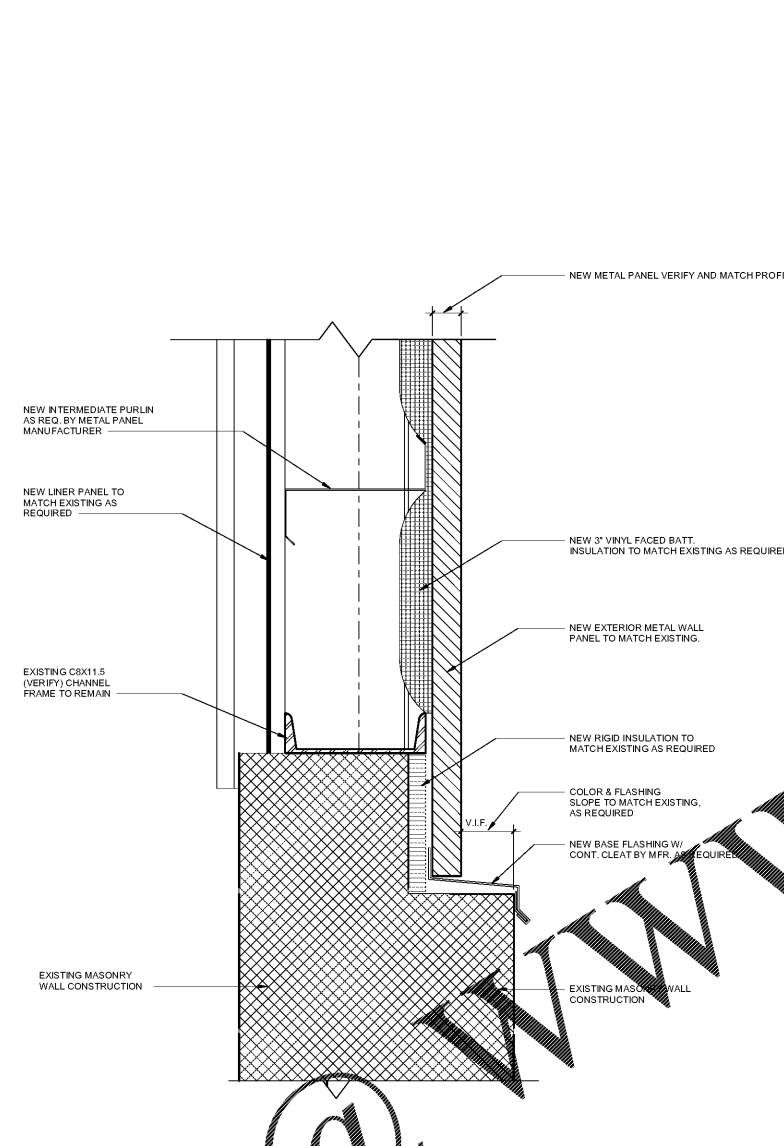 NEW METAL PANEL VERIFY AND MATCH
NEW INTERMEDIATE PURLIN
AS REQ. BY METAL PANEL
MANUFACTURER
NEW LINER PANEL TO
MATCH EXISTING AS
REQUIRED
NEW 3" VINYL FACED BATT.
INSULATION TO MATCH EXISTING AS REQUIRED
NEW EXTERIOR METAL WALL
PANEL TO MATCH EXISTING.
EXISTING C8X11.5
(VERIFY) CHANNEL
FRAME TO REMAIN
NEW RIGID INSULATION TO
MATCH EXISTING AS REQUIRED
COLOR & FLASHING
SLOPE TO MATCH EXISTING,
AS REQUIRED
V.I.F.
NEW BASE FLASHING W/
CONT. CLEAT BY MFR. AS REQUIRED
EXISTING MASONRY
WALL CONSTRUCTION
EXISTING MASONRY WALL
CONSTRUCTION